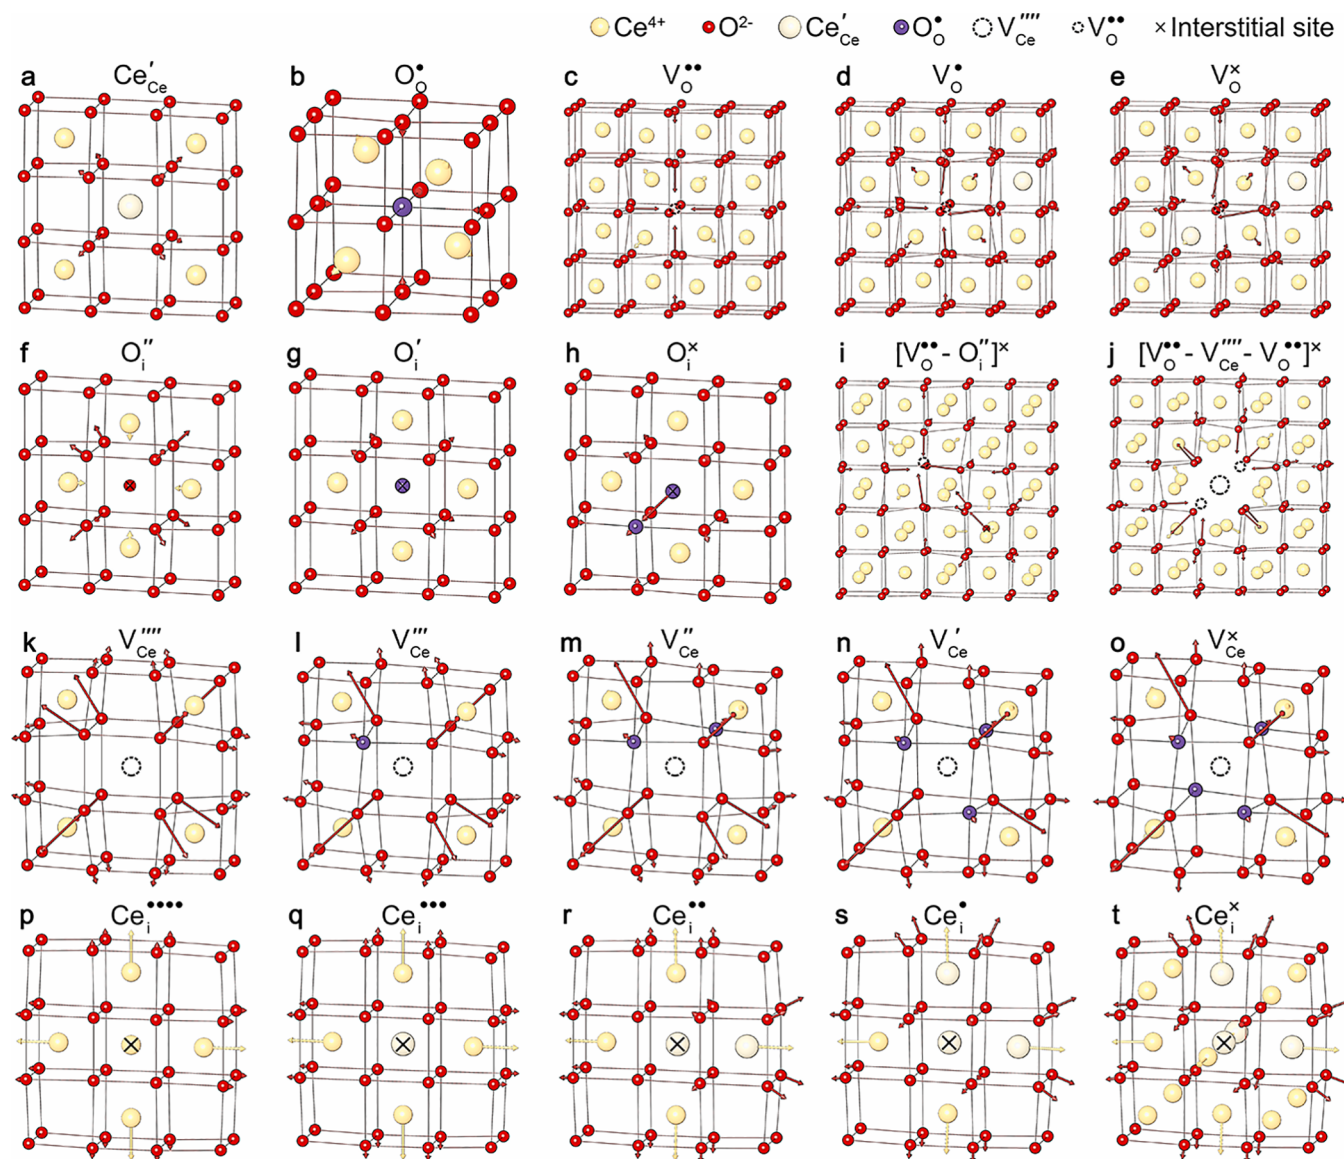 Ce⁴⁺ O²⁻ Ce′Ce O•O V′′′′Ce V••O × Interstitial site
a Ce′Ce b O•O c V••O d V•O e V×O
f O′′i g O′i h O×i i [V••O - O′′i]× j [V••O - V′′′′Ce - V••O]×
k V′′′′Ce l V′′′Ce m V′′Ce n V′Ce o V×Ce
p Ce••••i q Ce•••i r Ce••i s Ce•i t Ce×i